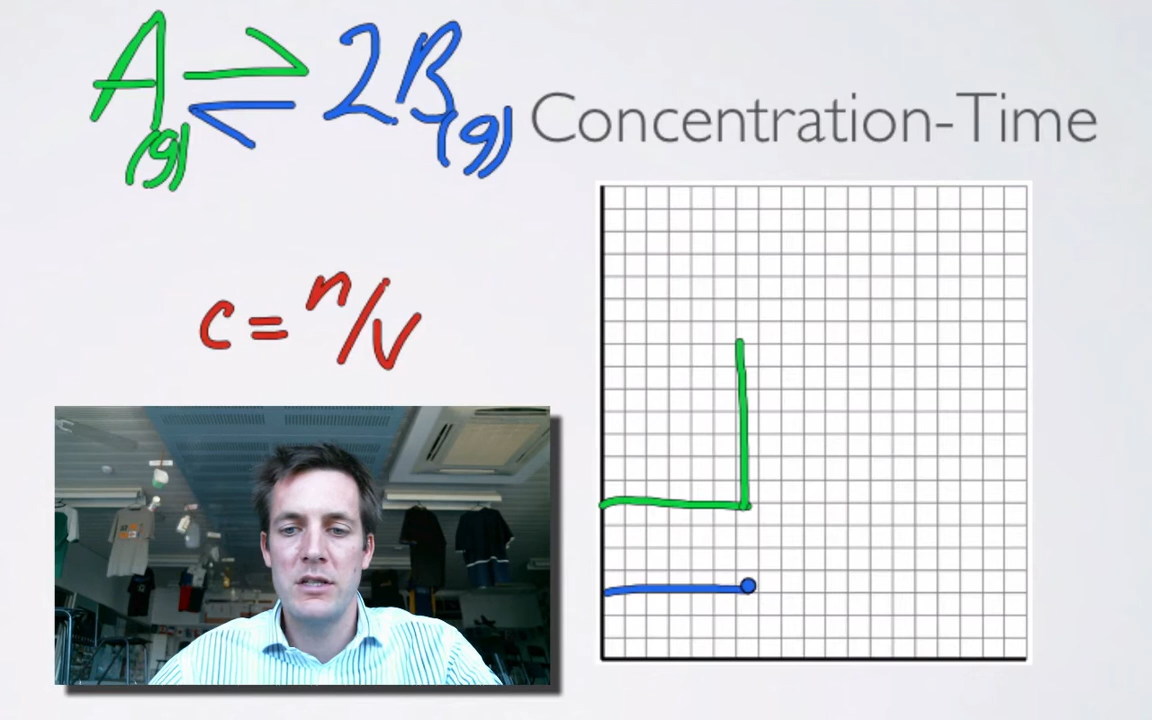 A(g) ⇌ 2B(g)
Concentration-Time
c = n/v